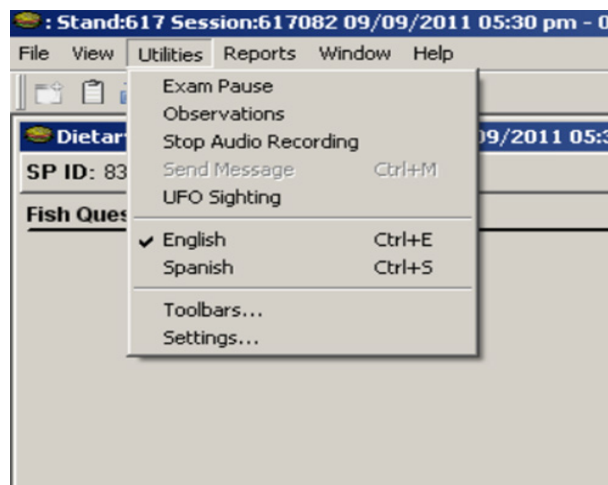 : Stand:617 Session:617082 09/09/2011 05:30 pm -
File View Utilities Reports Window Help
Exam Pause
Observations
Stop Audio Recording
Send Message Ctrl+M
UFO Sighting
English Ctrl+E
Spanish Ctrl+S
Toolbars...
Settings...
Dietar 09/2011 05:3
SP ID: 83
Fish Ques